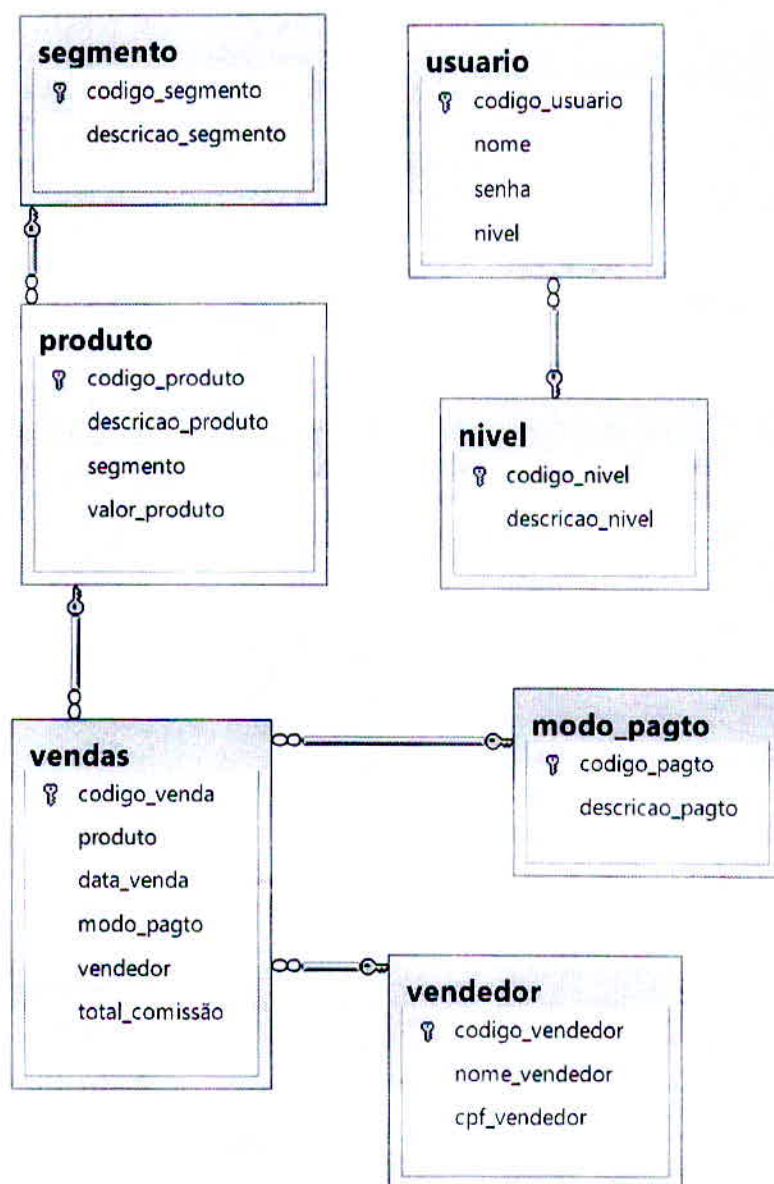 segmento
codigo_segmento
descricao_segmento
usuario
codigo_usuario
nome
senha
nivel
produto
codigo_produto
descricao_produto
segmento
valor_produto
nivel
codigo_nivel
descricao_nivel
vendas
codigo_venda
produto
data_venda
modo_pagto
vendedor
total_comissão
modo_pagto
codigo_pagto
descricao_pagto
vendedor
codigo_vendedor
nome_vendedor
cpf_vendedor